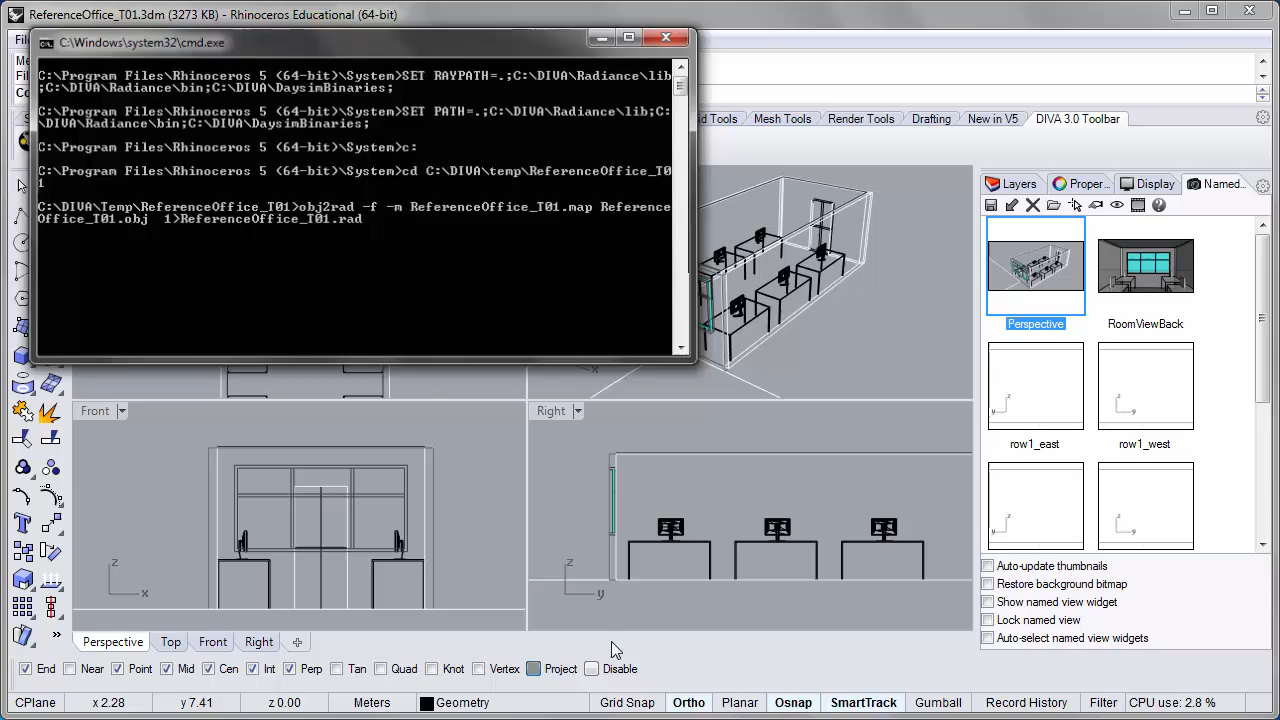 ReferenceOffice_T01.3dm (3273 KB) - Rhinoceros Educational (64-bit)
C:\Windows\system32\cmd.exe
C:\Program Files\Rhinoceros 5 (64-bit)\System>SET RAYPATH=.;C:\DIVA\Radiance\lib
;C:\DIVA\Radiance\bin;C:\DIVA\DaysimBinaries;
C:\Program Files\Rhinoceros 5 (64-bit)\System>SET PATH=.;C:\DIVA\Radiance\lib;C:
\DIVA\Radiance\bin;C:\DIVA\DaysimBinaries;
C:\Program Files\Rhinoceros 5 (64-bit)\System>c:
C:\Program Files\Rhinoceros 5 (64-bit)\System>cd C:\DIVA\temp\ReferenceOffice_T0
1
C:\DIVA\Temp\ReferenceOffice_T01>obj2rad -f -m ReferenceOffice_T01.map Reference
Office_T01.obj  1>ReferenceOffice_T01.rad
Tools Mesh Tools Render Tools Drafting New in V5 DIVA 3.0 Toolbar
Layers Proper... Display Named...
Perspective RoomViewBack
z y z y
row1_east row1_west
z y z y
x
Front Right
z x z y
Auto-update thumbnails
Restore background bitmap
Show named view widget
Lock named view
Auto-select named view widgets
Perspective Top Front Right
End Near Point Mid Cen Int Perp Tan Quad Knot Vertex Project Disable
CPlane x 2.28 y 7.41 z 0.00 Meters Geometry Grid Snap Ortho Planar Osnap SmartTrack Gumball Record History Filter CPU use: 2.8 %